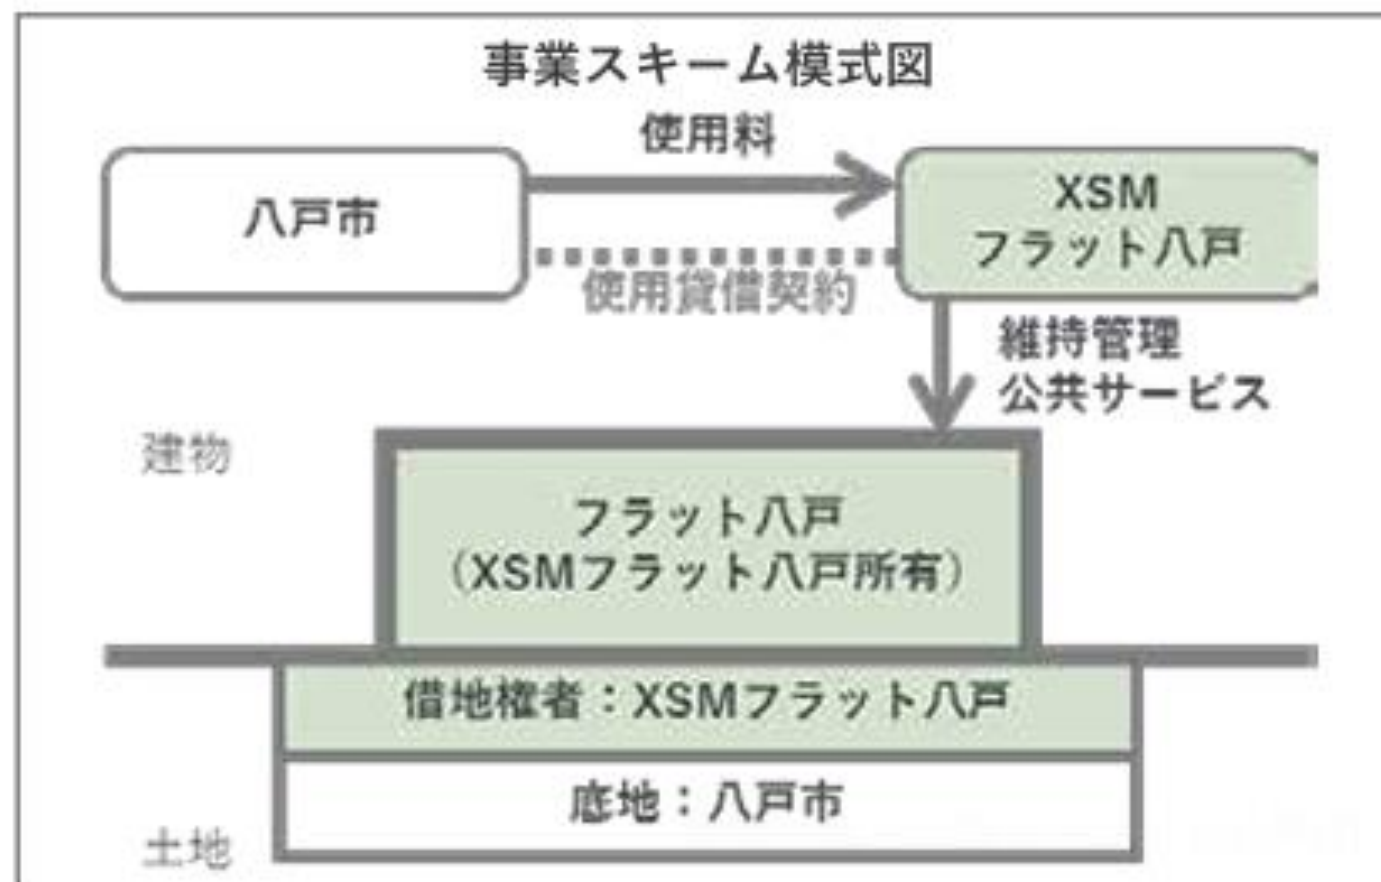 事業スキーム模式図
使用料
八戸市
XSM
フラット八戸
使用貸借契約
維持管理
公共サービス
建物
フラット八戸
（XSMフラット八戸所有）
借地権者：XSMフラット八戸
底地：八戸市
土地